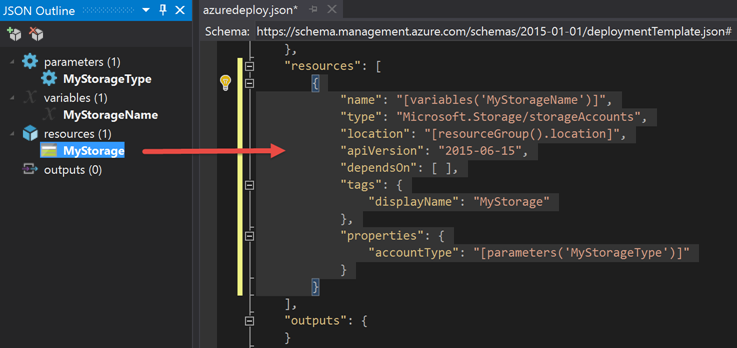 JSON Outline
parameters (1)
MyStorageType
variables (1)
MyStorageName
resources (1)
MyStorage
outputs (0)
azuredeploy.json*
Schema: https://schema.management.azure.com/schemas/2015-01-01/deploymentTemplate.json#
},
"resources": [
{
"name": "[variables('MyStorageName')]",
"type": "Microsoft.Storage/storageAccounts",
"location": "[resourceGroup().location]",
"apiVersion": "2015-06-15",
"dependsOn": [ ],
"tags": {
"displayName": "MyStorage"
},
"properties": {
"accountType": "[parameters('MyStorageType')]"
}
}
],
"outputs": {
}